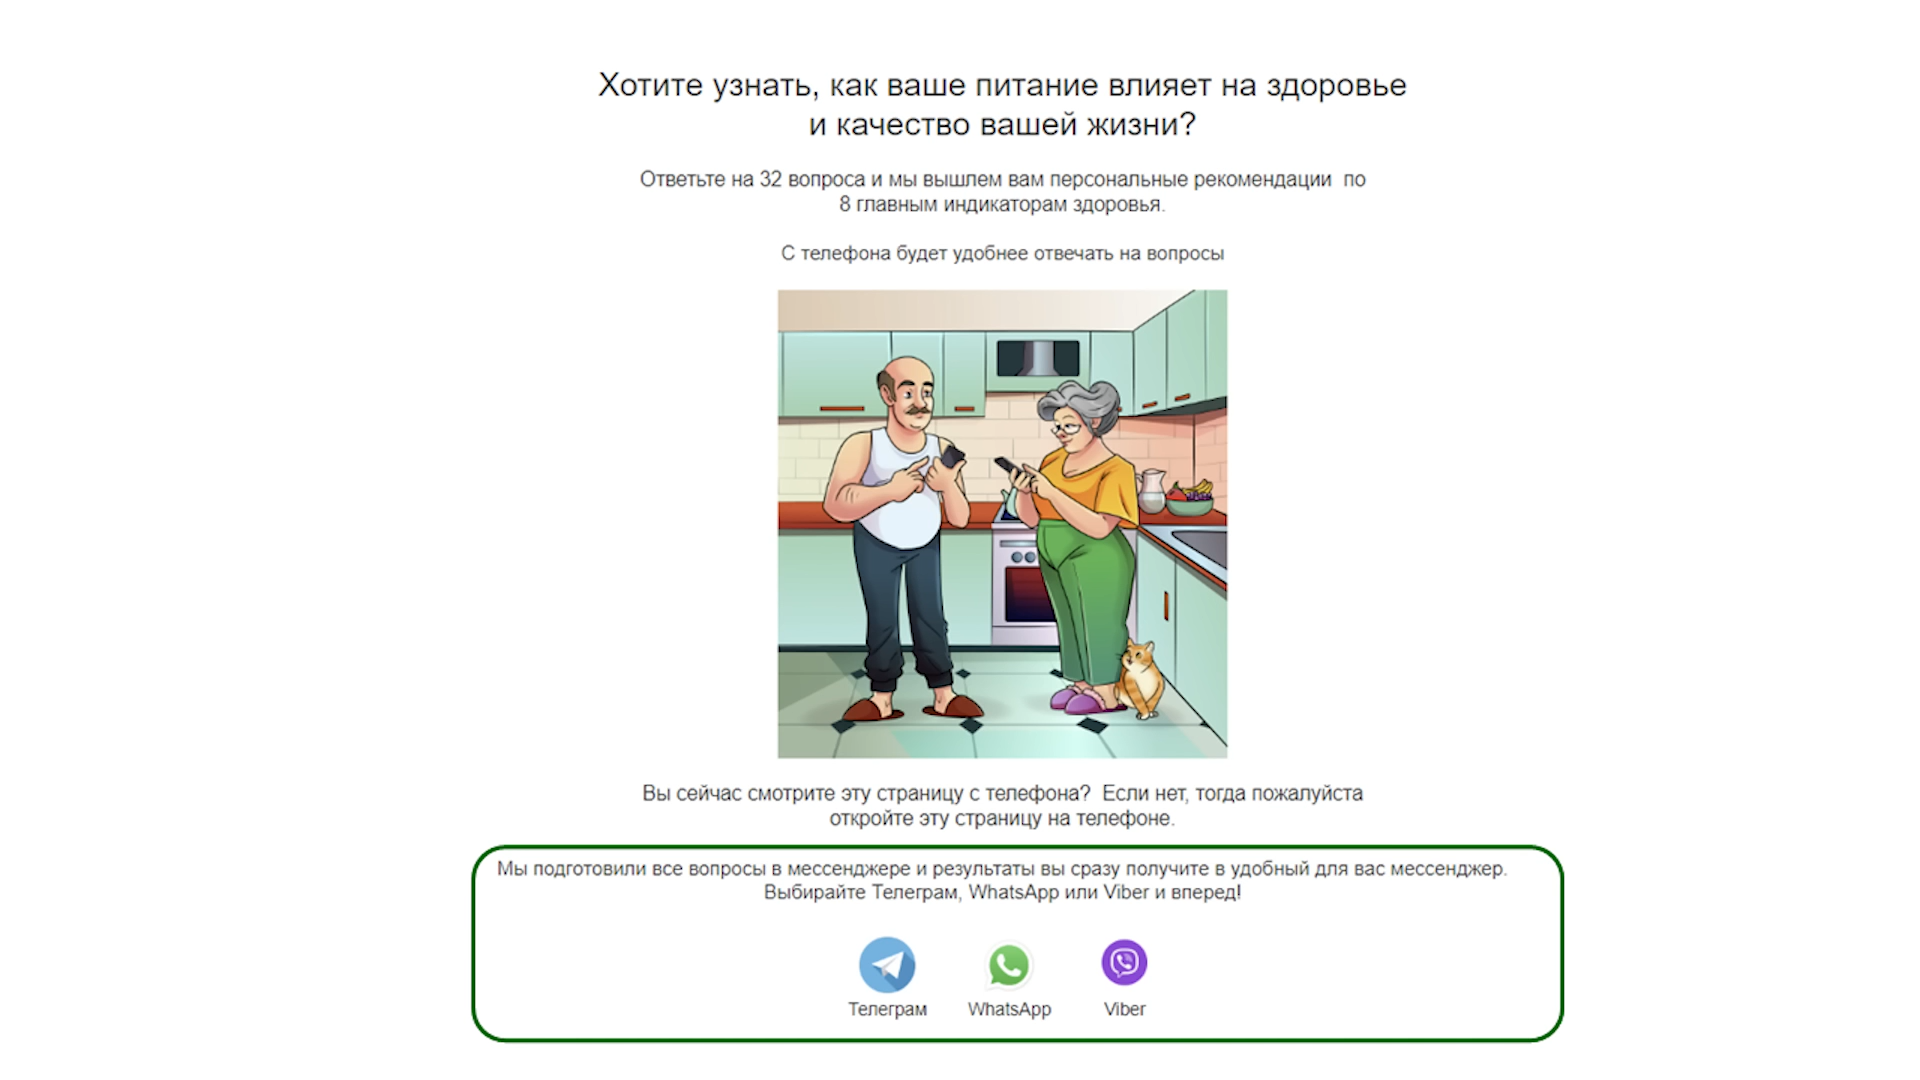 Хотите узнать, как ваше питание влияет на здоровье
и качество вашей жизни?
Ответьте на 32 вопроса и мы вышлем вам персональные рекомендации по
8 главным индикаторам здоровья.
С телефона будет удобнее отвечать на вопросы
Вы сейчас смотрите эту страницу с телефона? Если нет, тогда пожалуйста
откройте эту страницу на телефоне.
Мы подготовили все вопросы в мессенджере и результаты вы сразу получите в удобный для вас мессенджер.
Выбирайте Телеграм, WhatsApp или Viber и вперед!
Телеграм
WhatsApp
Viber